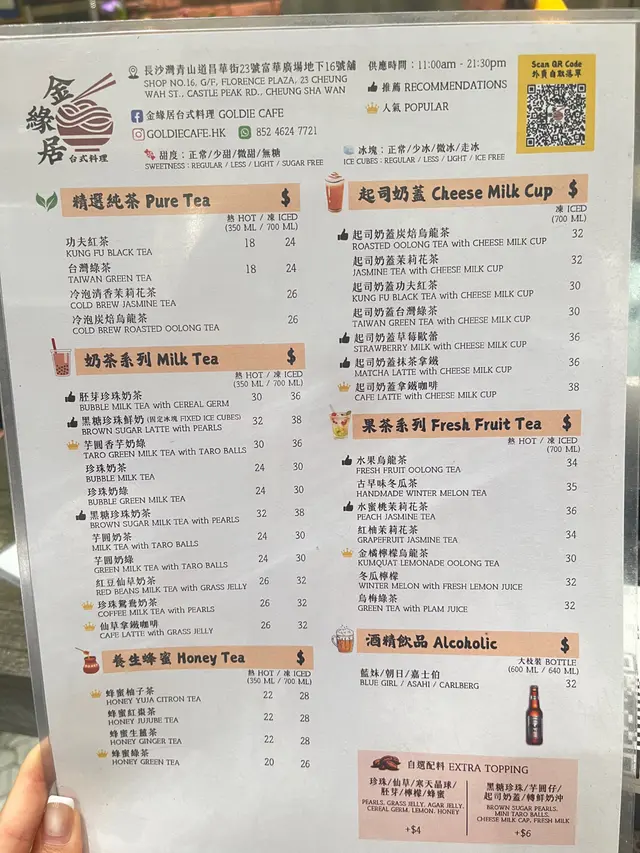 金緣居
台式料理
長沙灣青山道昌華街23號富華廣場地下16號舖
SHOP NO.16, G/F, FLORENCE PLAZA, 23 CHEUNG
WAH ST., CASTLE PEAK RD., CHEUNG SHA WAN
金緣居台式料理 GOLDIE CAFE
GOLDIECAFE.HK 852 4624 7721
甜度：正常/少甜/微甜/無糖
SWEETNESS : REGULAR / LESS / LIGHT / SUGAR FREE
供應時間：11:00am - 21:30pm
推薦 RECOMMENDATIONS
人氣 POPULAR
冰塊：正常/少冰/微冰/走冰
ICE CUBES : REGULAR / LESS / LIGHT / ICE FREE
Scan QR Code
外賣自取落單
精選純茶 Pure Tea $
熱 HOT / 凍 ICED
(350 ML / 700 ML)
功夫紅茶 18 24
KUNG FU BLACK TEA
台灣綠茶 18 24
TAIWAN GREEN TEA
冷泡清香茉莉花茶 26
COLD BREW JASMINE TEA
冷泡炭焙烏龍茶 26
COLD BREW ROASTED OOLONG TEA
奶茶系列 Milk Tea $
熱 HOT / 凍 ICED
(350 ML / 700 ML)
胚芽珍珠奶茶 30 36
BUBBLE MILK TEA with CEREAL GERM
黑糖珍珠鮮奶 (固定冰塊 FIXED ICE CUBES) 32 38
BROWN SUGAR LATTE with PEARLS
芋圓香芋奶綠 30 36
TARO GREEN MILK TEA with TARO BALLS
珍珠奶茶 24 30
BUBBLE MILK TEA
珍珠奶綠 24 30
BUBBLE GREEN MILK TEA
黑糖珍珠奶茶 32 38
BROWN SUGAR MILK TEA with PEARLS
芋圓奶茶 24 30
MILK TEA with TARO BALLS
芋圓奶綠 24 30
GREEN MILK TEA with TARO BALLS
紅豆仙草奶茶 26 32
RED BEANS MILK TEA with GRASS JELLY
珍珠鴛鴦奶茶 26 32
COFFEE MILK TEA with PEARLS
仙草拿鐵咖啡 26 32
CAFE LATTE with GRASS JELLY
養生蜂蜜 Honey Tea $
熱 HOT / 凍 ICED
(350 ML / 700 ML)
蜂蜜柚子茶 22 28
HONEY YUJA CITRON TEA
蜂蜜紅棗茶 22 28
HONEY JUJUBE TEA
蜂蜜生薑茶 22 28
HONEY GINGER TEA
蜂蜜綠茶 20 26
HONEY GREEN TEA
起司奶蓋 Cheese Milk Cup $
凍 ICED
(700 ML)
起司奶蓋炭焙烏龍茶 32
ROASTED OOLONG TEA with CHEESE MILK CUP
起司奶蓋茉莉花茶 32
JASMINE TEA with CHEESE MILK CUP
起司奶蓋功夫紅茶 30
KUNG FU BLACK TEA with CHEESE MILK CUP
起司奶蓋台灣綠茶 30
TAIWAN GREEN TEA with CHEESE MILK CUP
起司奶蓋草莓歐蕾 36
STRAWBERRY MILK with CHEESE MILK CUP
起司奶蓋抹茶拿鐵 36
MATCHA LATTE with CHEESE MILK CUP
起司奶蓋拿鐵咖啡 38
CAFE LATTE with CHEESE MILK CUP
果茶系列 Fresh Fruit Tea $
熱 HOT / 凍 ICED
(700 ML)
水果烏龍茶 34
FRESH FRUIT OOLONG TEA
古早味冬瓜茶 35
HANDMADE WINTER MELON TEA
水蜜桃茉莉花茶 36
PEACH JASMINE TEA
紅柚茉莉花茶 34
GRAPEFRUIT JASMINE TEA
金橘檸檬烏龍茶 30
KUMQUAT LEMONADE OOLONG TEA
冬瓜檸檬 32
WINTER MELON with FRESH LEMON JUICE
烏梅綠茶 32
GREEN TEA with PLAM JUICE
酒精飲品 Alcoholic $
大枝裝 BOTTLE
(600 ML / 640 ML)
藍妹/朝日/嘉士伯 32
BLUE GIRL / ASAHI / CARLBERG
自選配料 EXTRA TOPPING
珍珠/仙草/寒天晶球/
胚芽/檸檬/蜂蜜
PEARLS, GRASS JELLY, AGAR JELLY,
CEREAL GERM, LEMON, HONEY
+$4
黑糖珍珠/芋圓仔/
起司奶蓋/轉鮮奶沖
BROWN SUGAR PEARLS,
MINI TARO BALLS,
CHEESE MILK CAP, FRESH MILK
+$6